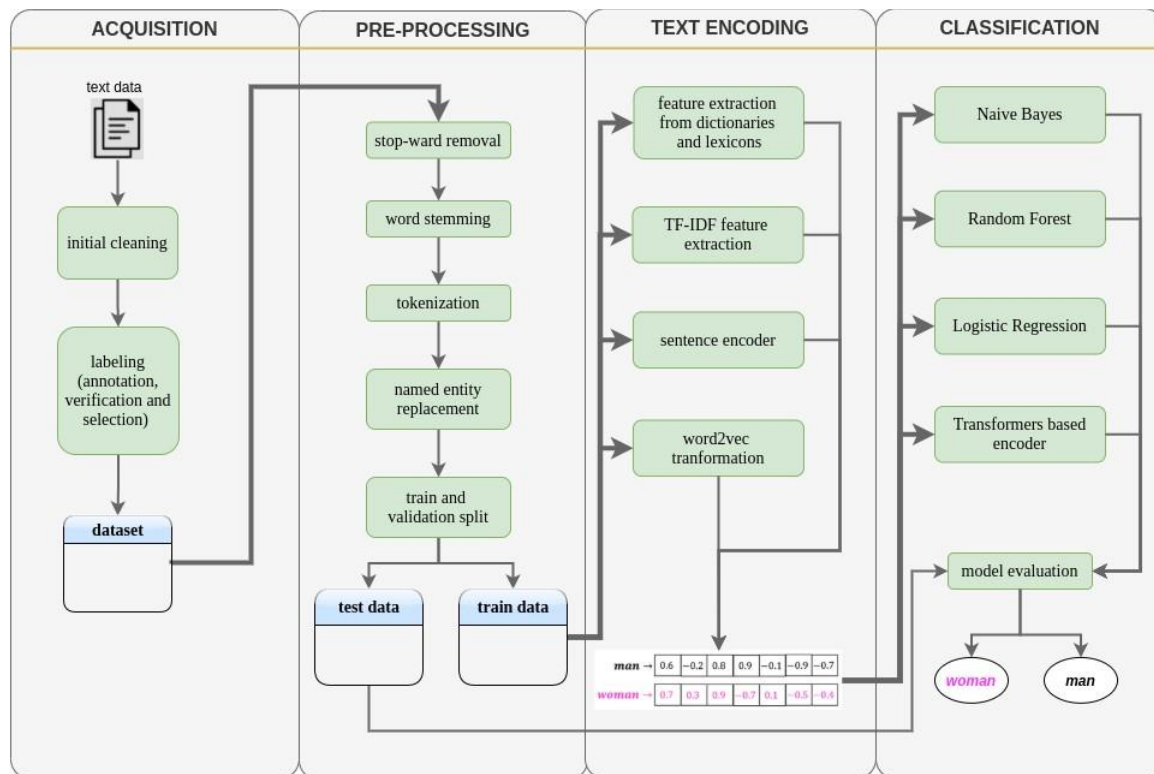 ACQUISITION
text data
initial cleaning
labeling
(annotation,
verification and
selection)
dataset
PRE-PROCESSING
stop-ward removal
word stemming
tokenization
named entity
replacement
train and
validation split
test data
train data
TEXT ENCODING
feature extraction
from dictionaries
and lexicons
TF-IDF feature
extraction
sentence encoder
word2vec
tranformation
man → 0.6 −0.2 0.8 0.9 −0.1 −0.9 −0.7
woman → 0.7 0.3 0.9 −0.7 0.1 −0.5 −0.4
CLASSIFICATION
Naive Bayes
Random Forest
Logistic Regression
Transformers based
encoder
model evaluation
woman
man